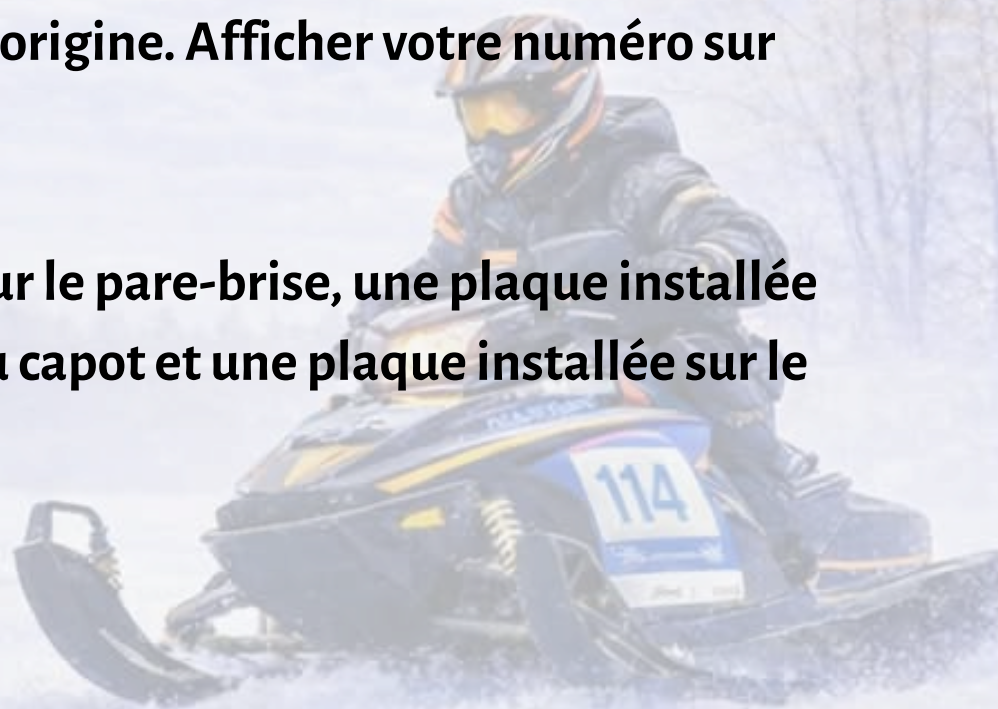 origine. Afficher votre numéro sur
ur le pare-brise, une plaque installée
u capot et une plaque installée sur le
114